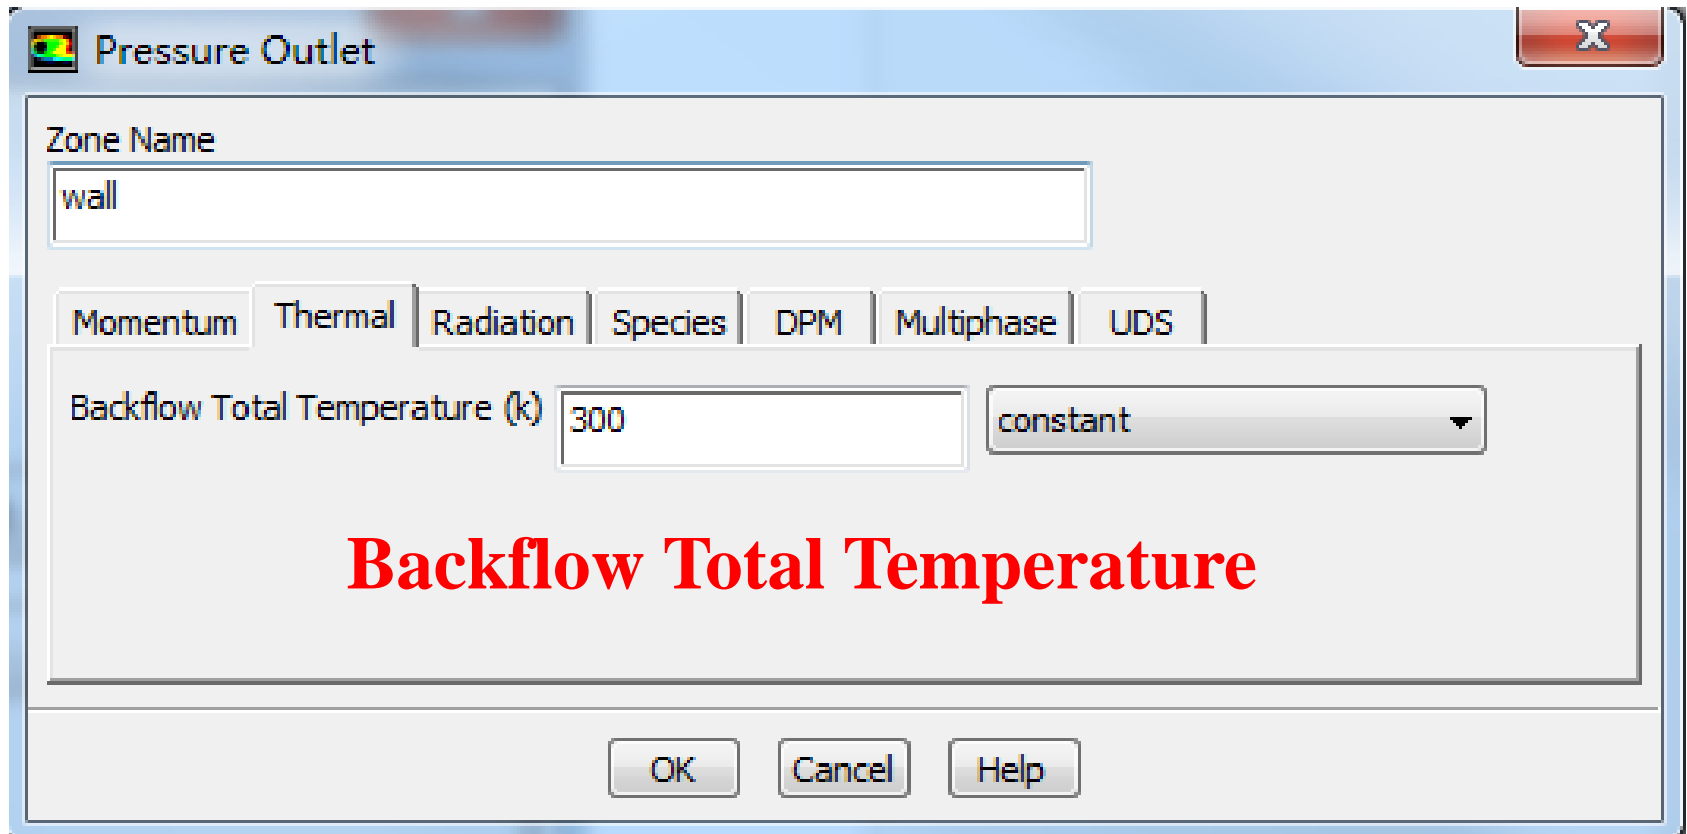 Pressure Outlet
Zone Name
wall
Momentum Thermal Radiation Species DPM Multiphase UDS
Backflow Total Temperature (k) 300 constant
Backflow Total Temperature
OK Cancel Help